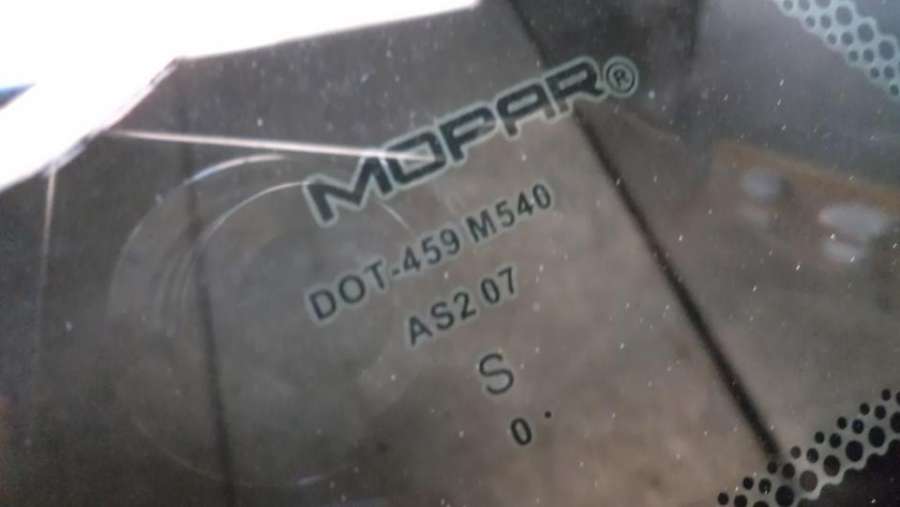 MOPAR®
DOT-459 M540
AS2 07
S
0 .